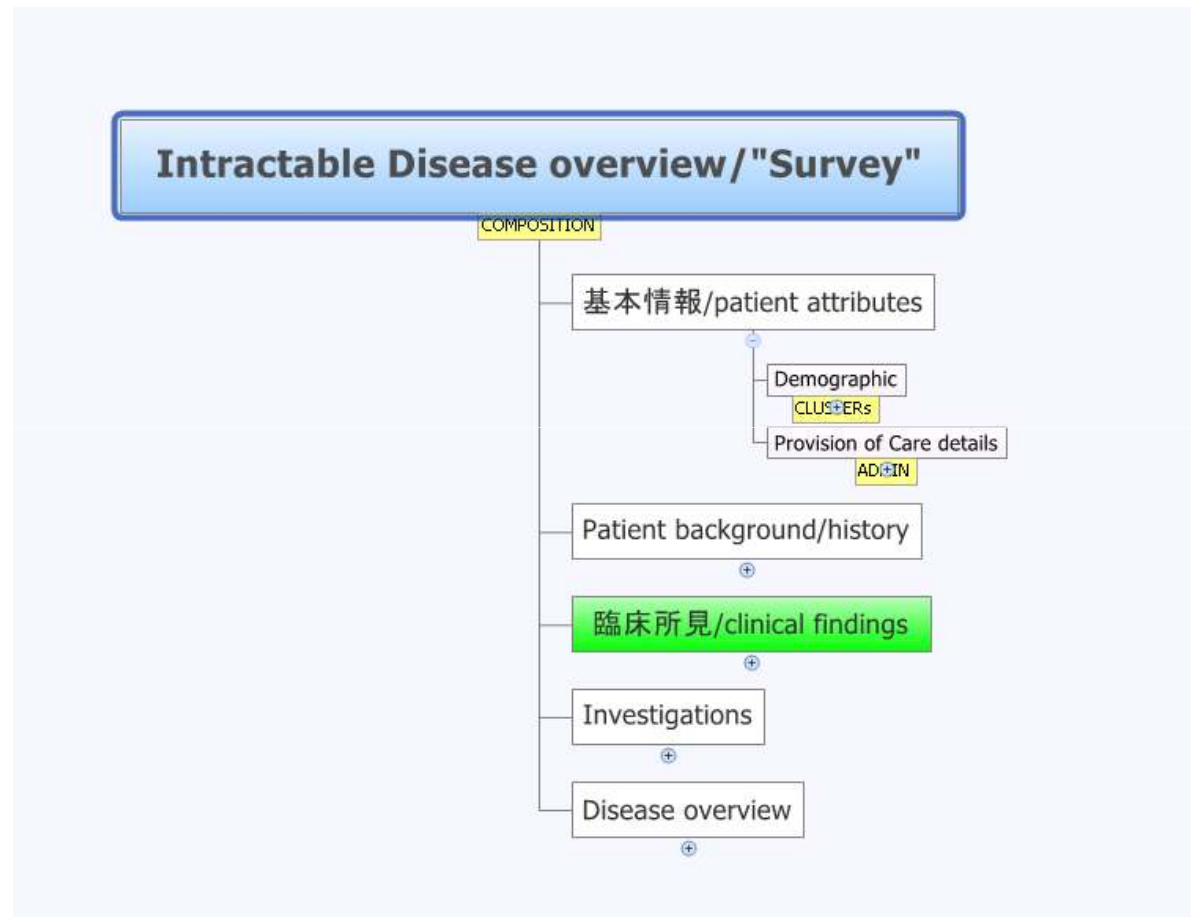 Intractable Disease overview/"Survey"
COMPOSITION
基本情報/patient attributes
Demographic
CLUSTERs
Provision of Care details
ADMIN
Patient background/history
臨床所見/clinical findings
Investigations
Disease overview